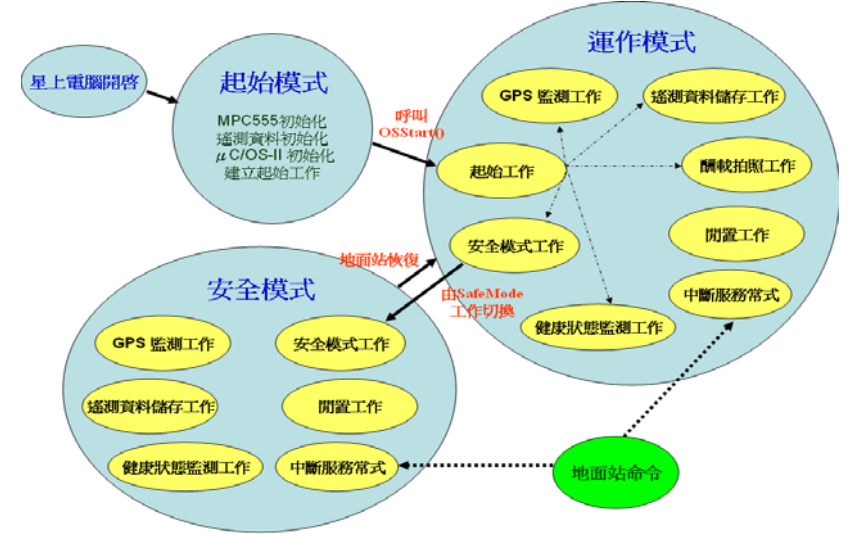 星上電腦開啓
起始模式
MPC555初始化
遙測資料初始化
μC/OS-II 初始化
建立起始工作
呼叫
OSStart()
運作模式
GPS 監測工作
遙測資料儲存工作
起始工作
酬載拍照工作
安全模式工作
閒置工作
中斷服務常式
健康狀態監測工作
地面站恢復
由SafeMode
工作切換
安全模式
GPS 監測工作
安全模式工作
遙測資料儲存工作
閒置工作
健康狀態監測工作
中斷服務常式
地面站命令